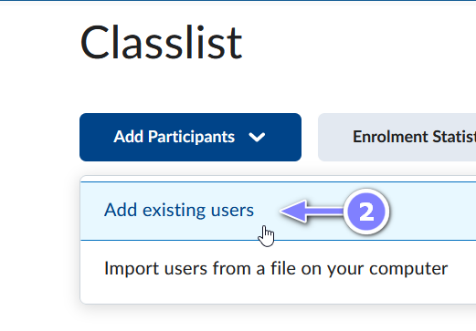 Classlist
Add Participants
Enrolment Statist
Add existing users
2
Import users from a file on your computer